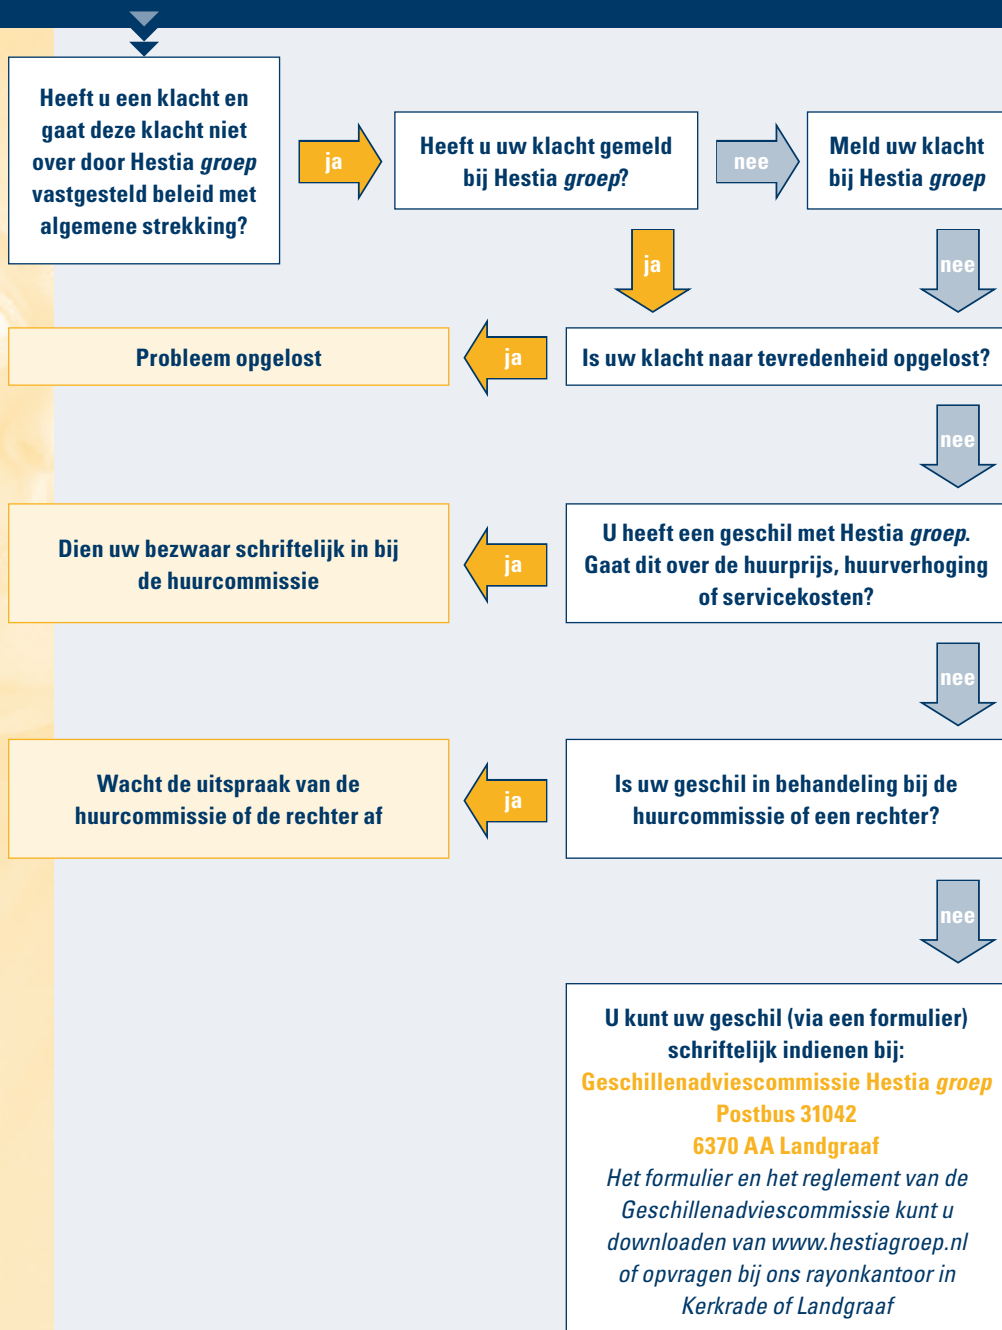 Heeft u een klacht en
gaat deze klacht niet
over door Hestia groep
vastgesteld beleid met
algemene strekking?
ja
Heeft u uw klacht gemeld
bij Hestia groep?
nee
Meld uw klacht
bij Hestia groep
ja
nee
Is uw klacht naar tevredenheid opgelost?
ja
Probleem opgelost
nee
U heeft een geschil met Hestia groep.
Gaat dit over de huurprijs, huurverhoging
of servicekosten?
ja
Dien uw bezwaar schriftelijk in bij
de huurcommissie
nee
Is uw geschil in behandeling bij de
huurcommissie of een rechter?
ja
Wacht de uitspraak van de
huurcommissie of de rechter af
nee
U kunt uw geschil (via een formulier)
schriftelijk indienen bij:
Geschillenadviescommissie Hestia groep
Postbus 31042
6370 AA Landgraaf
Het formulier en het reglement van de
Geschillenadviescommissie kunt u
downloaden van www.hestiagroep.nl
of opvragen bij ons rayonkantoor in
Kerkrade of Landgraaf